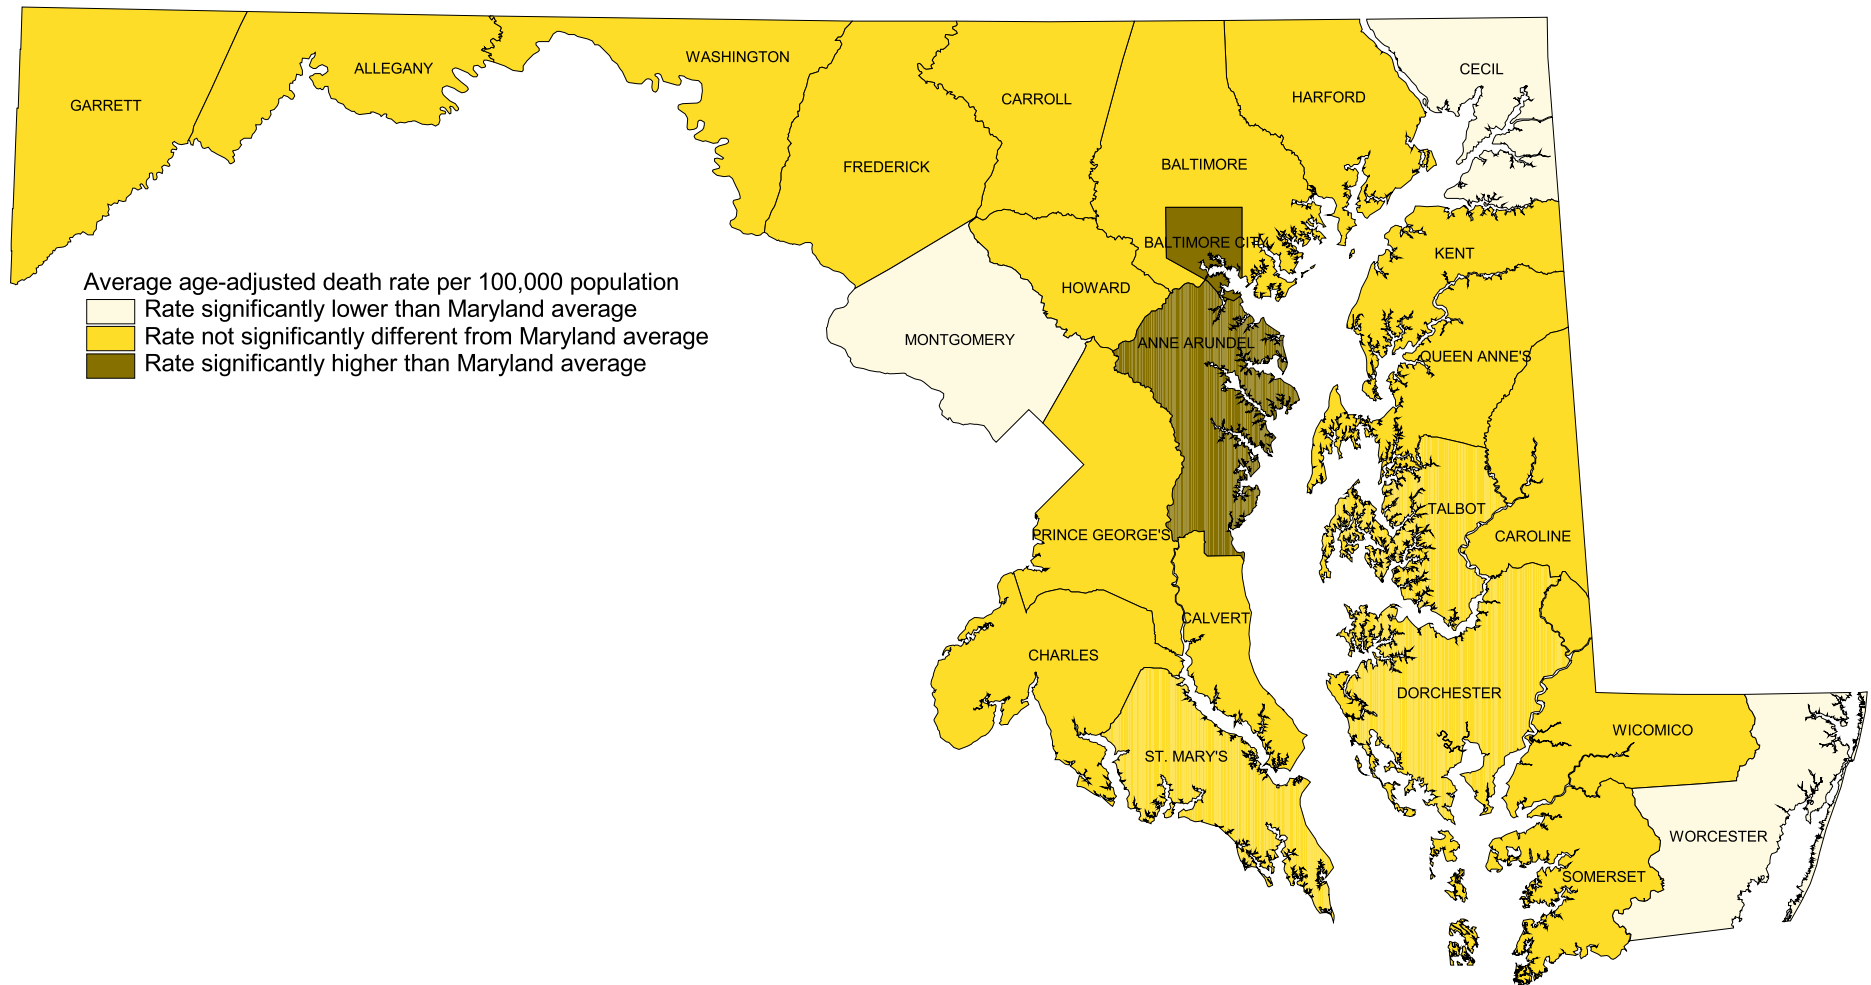 CECIL
WASHINGTON
ALLEGANY
HARFORD
CARROLL
GARRETT
BALTIMORE
FREDERICK
BALTIMORE CITY
KENT
Average age-adjusted death rate per 100,000 population
HOWARD
Rate significantly lower than Maryland average
Rate not significantly different from Maryland average
MONTGOMERY
ANNE ARUNDEL
QUEEN ANNE'S
Rate significantly higher than Maryland average
TALBOT
PRINCE GEORGE'S
CAROLINE
CALVERT
CHARLES
DORCHESTER
WICOMICO
ST. MARY'S
WORCESTER
SOMERSET